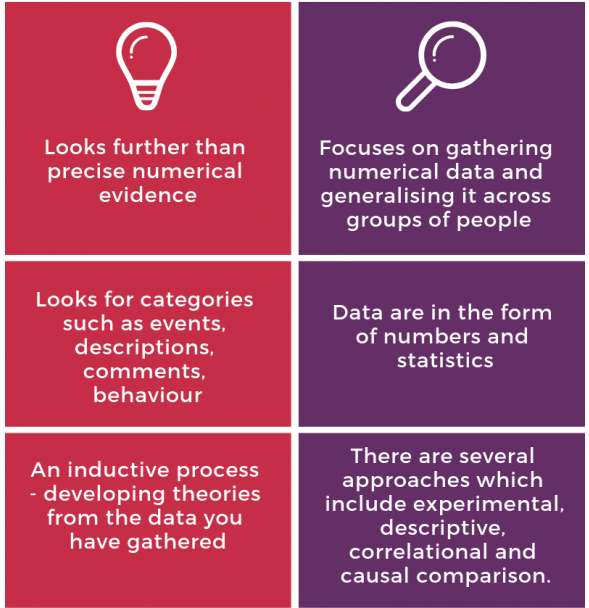 Looks further than
precise numerical
evidence
Focuses on gathering
numerical data and
generalising it across
groups of people
Looks for categories
such as events,
descriptions,
comments,
behaviour
Data are in the form
of numbers and
statistics
An inductive process
- developing theories
from the data you
have gathered
There are several
approaches which
include experimental,
descriptive,
correlational and
causal comparison.